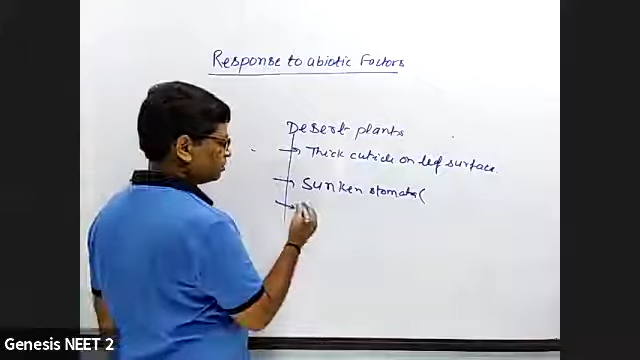 Response to abiotic Factors
Desert plants
→ Thick cuticle on leaf surface.
→ Sunken stomata (
→
Genesis NEET 2